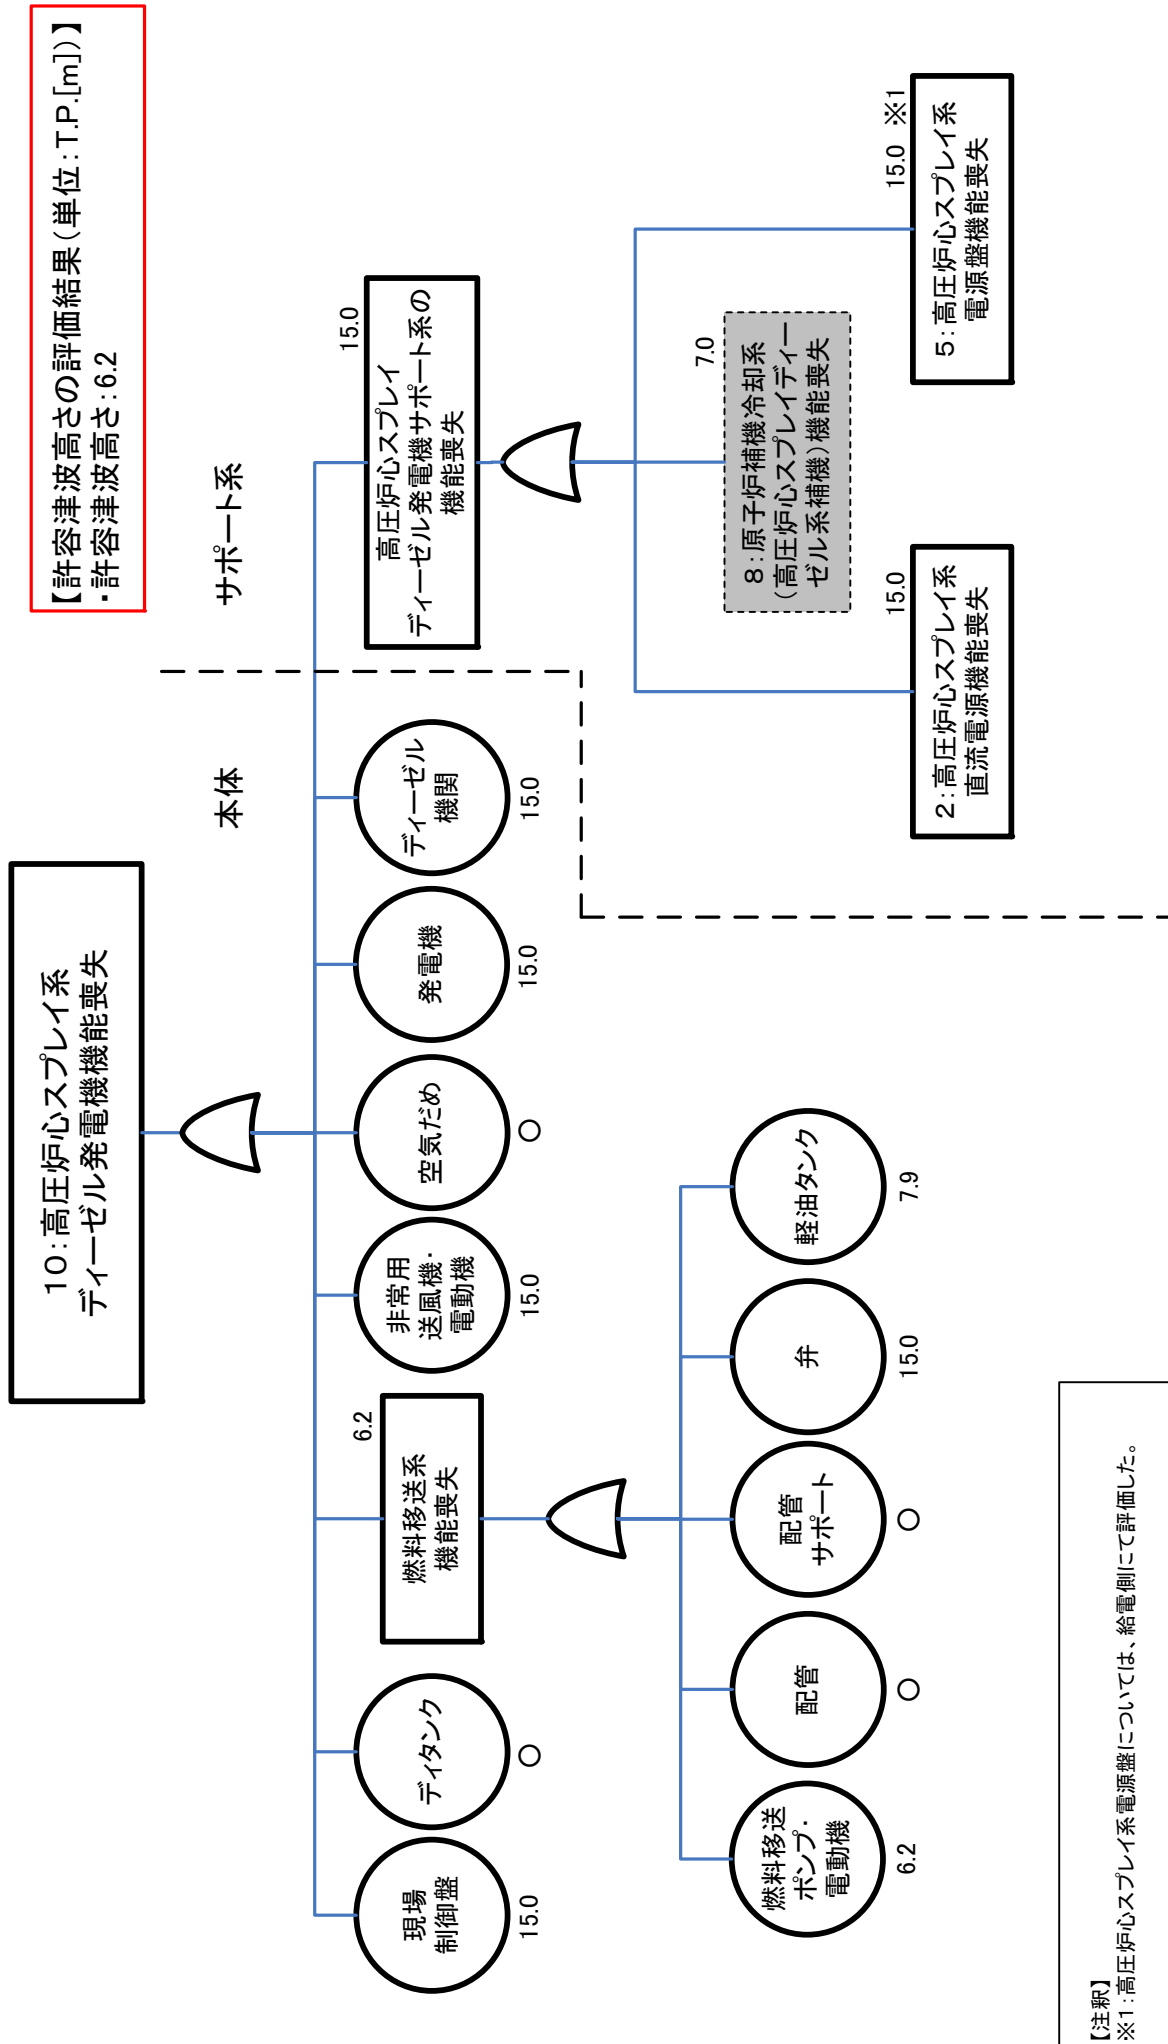 【許容津波高さの評価結果(単位:T.P.[m])】
・許容津波高さ:6.2
10:高圧炉心スプレイ系
ディーゼル発電機機能喪失
本体
サポート系
現場
制御盤
15.0
ディタンク
○
燃料移送系
機能喪失
6.2
非常用
送風機・
電動機
15.0
空気だめ
○
発電機
15.0
ディーゼル
機関
15.0
高圧炉心スプレイ
ディーゼル発電機サポート系の
機能喪失
15.0
燃料移送
ポンプ・
電動機
6.2
配管
○
配管
サポート
○
弁
15.0
軽油タンク
7.9
2:高圧炉心スプレイ系
直流電源機能喪失
15.0
8:原子炉補機冷却系
(高圧炉心スプレイディー
ゼル系補機)機能喪失
7.0
5:高圧炉心スプレイ系
電源盤機能喪失
15.0 ※1
【注釈】
※1:高圧炉心スプレイ系電源盤については、給電側にて評価した。